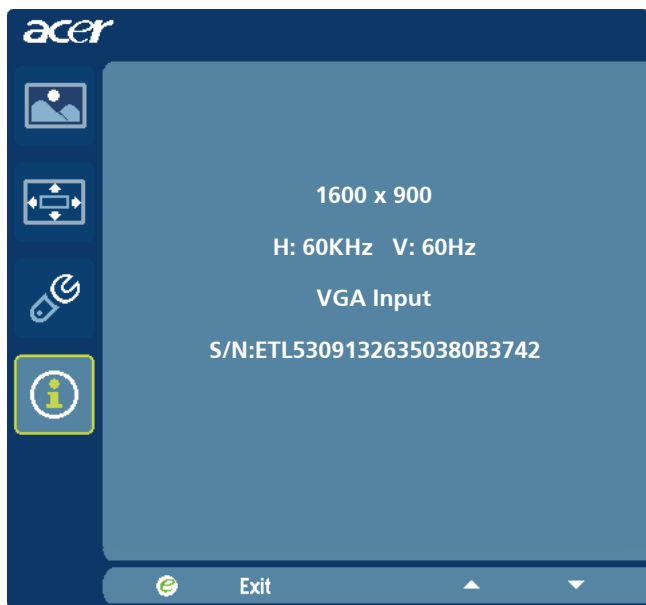 acer
1600 x 900
H: 60KHz V: 60Hz
VGA Input
S/N:ETL53091326350380B3742
Exit